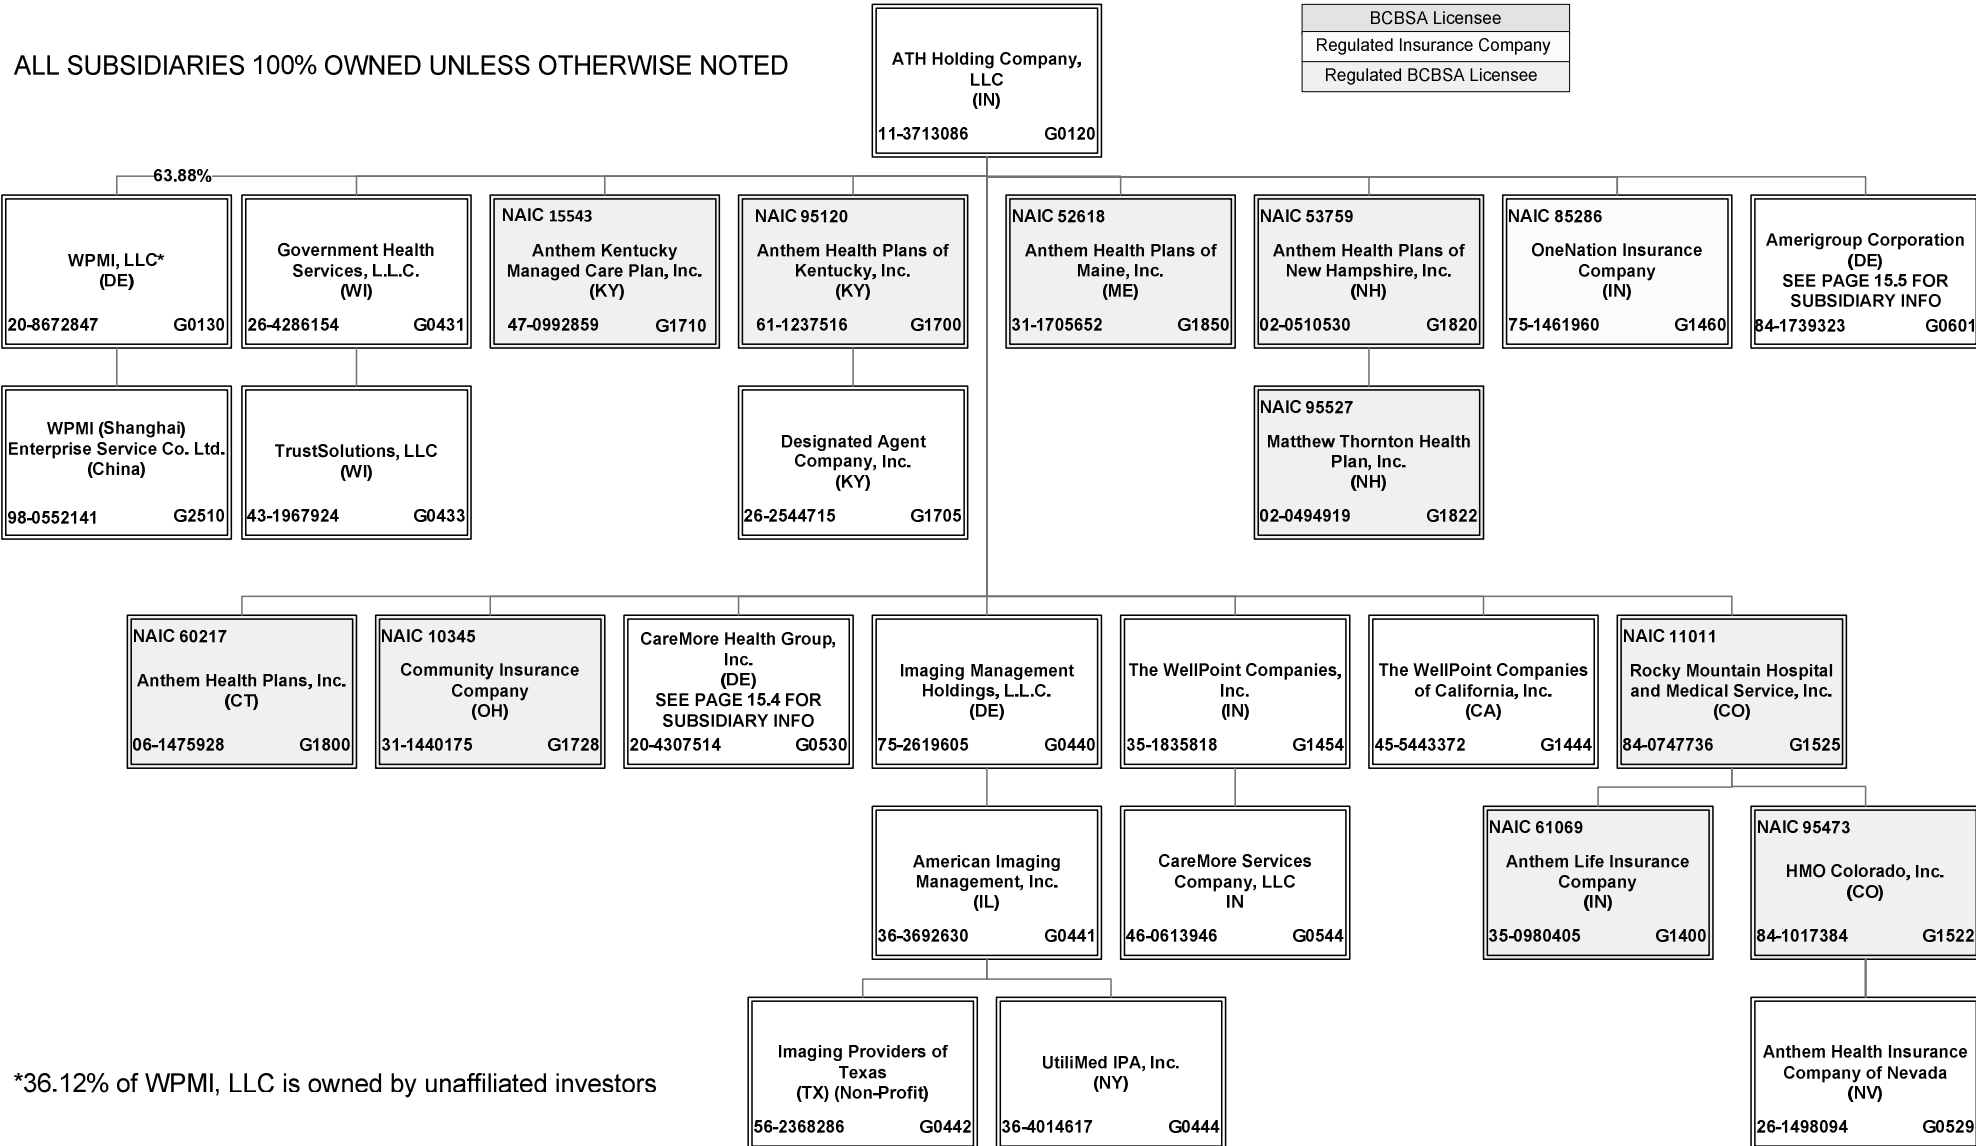 ALL SUBSIDIARIES 100% OWNED UNLESS OTHERWISE NOTED
ATH Holding Company,
LLC
(IN)
11-3713086 G0120
BCBSA Licensee
Regulated Insurance Company
Regulated BCBSA Licensee
63.88%
WPMI, LLC*
(DE)
20-8672847 G0130
Government Health
Services, L.L.C.
(WI)
26-4286154 G0431
NAIC 15543
Anthem Kentucky
Managed Care Plan, Inc.
(KY)
47-0992859 G1710
NAIC 95120
Anthem Health Plans of
Kentucky, Inc.
(KY)
61-1237516 G1700
NAIC 52618
Anthem Health Plans of
Maine, Inc.
(ME)
31-1705652 G1850
NAIC 53759
Anthem Health Plans of
New Hampshire, Inc.
(NH)
02-0510530 G1820
NAIC 85286
OneNation Insurance
Company
(IN)
75-1461960 G1460
Amerigroup Corporation
(DE)
SEE PAGE 15.5 FOR
SUBSIDIARY INFO
84-1739323 G0601
WPMI (Shanghai)
Enterprise Service Co. Ltd.
(China)
98-0552141 G2510
TrustSolutions, LLC
(WI)
43-1967924 G0433
Designated Agent
Company, Inc.
(KY)
26-2544715 G1705
NAIC 95527
Matthew Thornton Health
Plan, Inc.
(NH)
02-0494919 G1822
NAIC 60217
Anthem Health Plans, Inc.
(CT)
06-1475928 G1800
NAIC 10345
Community Insurance
Company
(OH)
31-1440175 G1728
CareMore Health Group,
Inc.
(DE)
SEE PAGE 15.4 FOR
SUBSIDIARY INFO
20-4307514 G0530
Imaging Management
Holdings, L.L.C.
(DE)
75-2619605 G0440
The WellPoint Companies,
Inc.
(IN)
35-1835818 G1454
The WellPoint Companies
of California, Inc.
(CA)
45-5443372 G1444
NAIC 11011
Rocky Mountain Hospital
and Medical Service, Inc.
(CO)
84-0747736 G1525
American Imaging
Management, Inc.
(IL)
36-3692630 G0441
CareMore Services
Company, LLC
IN
46-0613946 G0544
NAIC 61069
Anthem Life Insurance
Company
(IN)
35-0980405 G1400
NAIC 95473
HMO Colorado, Inc.
(CO)
84-1017384 G1522
Imaging Providers of
Texas
(TX) (Non-Profit)
56-2368286 G0442
UtiliMed IPA, Inc.
(NY)
36-4014617 G0444
Anthem Health Insurance
Company of Nevada
(NV)
26-1498094 G0529
*36.12% of WPMI, LLC is owned by unaffiliated investors